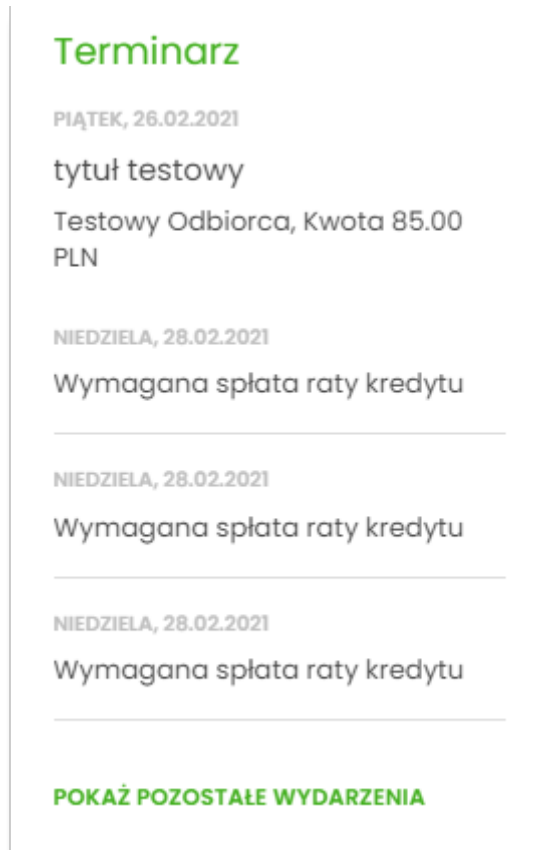 Terminarz
PIĄTEK, 26.02.2021
tytuł testowy
Testowy Odbiorca, Kwota 85.00
PLN
NIEDZIELA, 28.02.2021
Wymagana spłata raty kredytu
NIEDZIELA, 28.02.2021
Wymagana spłata raty kredytu
NIEDZIELA, 28.02.2021
Wymagana spłata raty kredytu
POKAŻ POZOSTAŁE WYDARZENIA